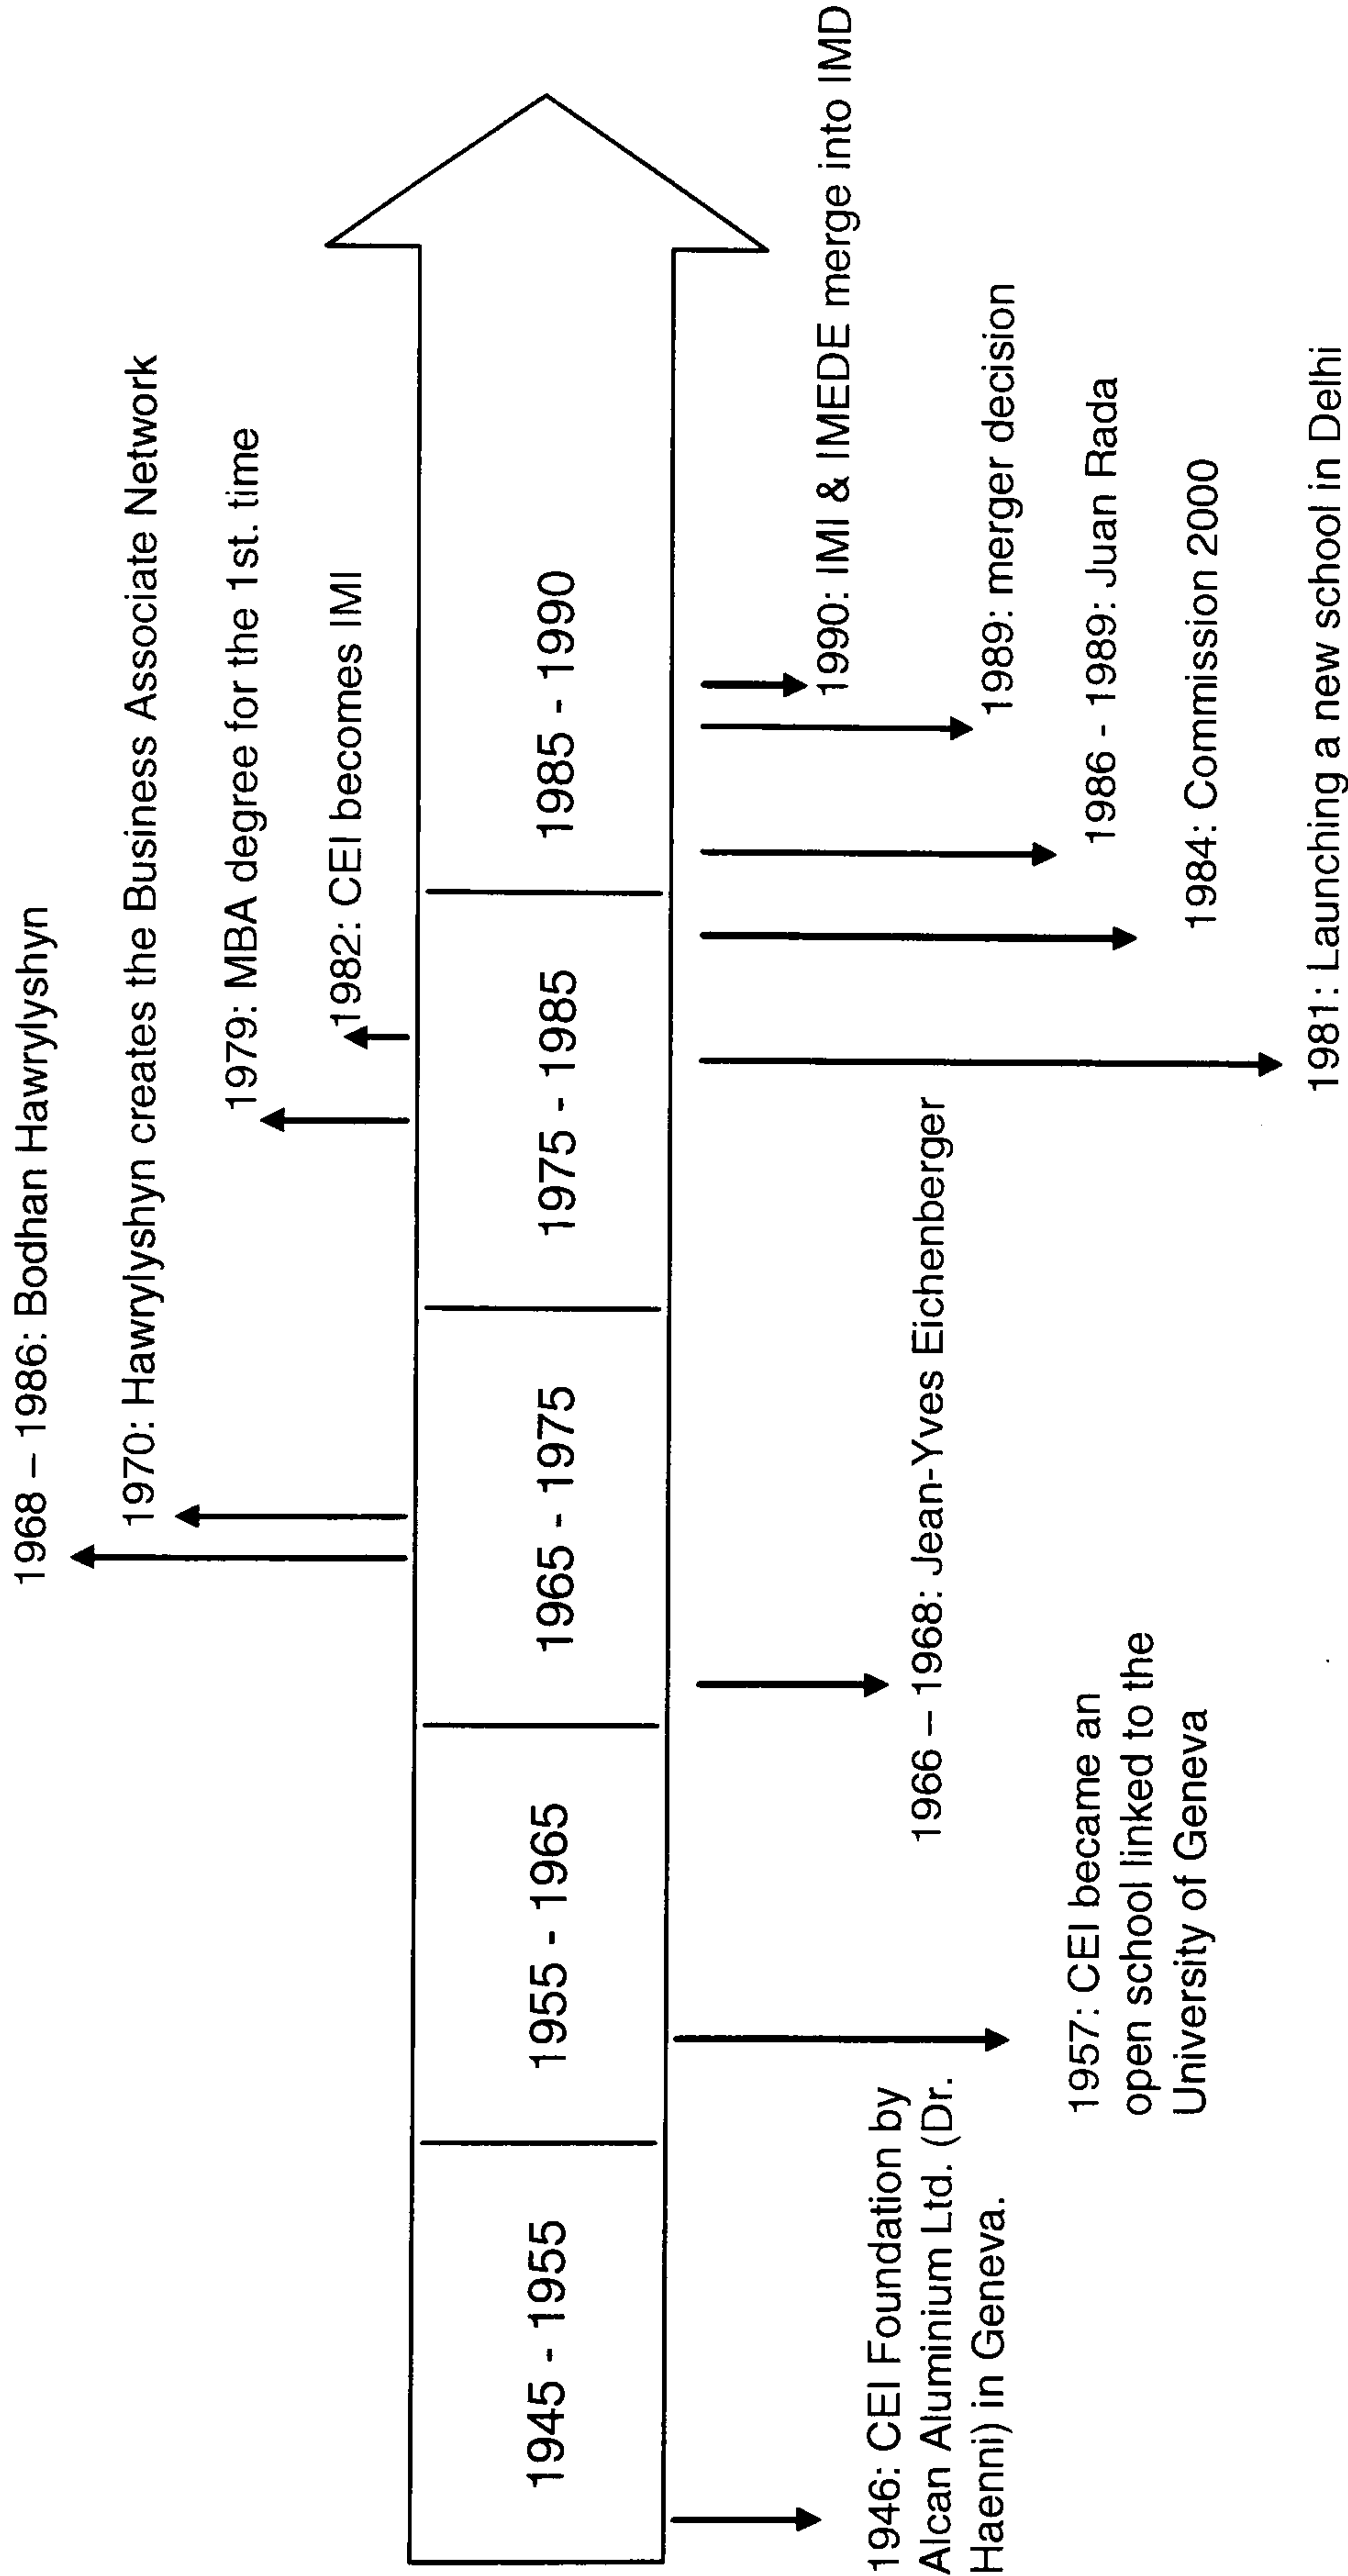 1968 – 1986: Bodhan Hawrylyshyn
1970: Hawrylyshyn creates the Business Associate Network
1979: MBA degree for the 1st. time
1982: CEI becomes IMI
1945 - 1955
1955 - 1965
1965 - 1975
1975 - 1985
1985 - 1990
1946: CEI Foundation by
Alcan Aluminium Ltd. (Dr.
Haenni) in Geneva.
1957: CEI became an
open school linked to the
University of Geneva
1966 – 1968: Jean-Yves Eichenberger
1990: IMI & IMEDE merge into IMD
1989: merger decision
1986 - 1989: Juan Rada
1984: Commission 2000
1981: Launching a new school in Delhi